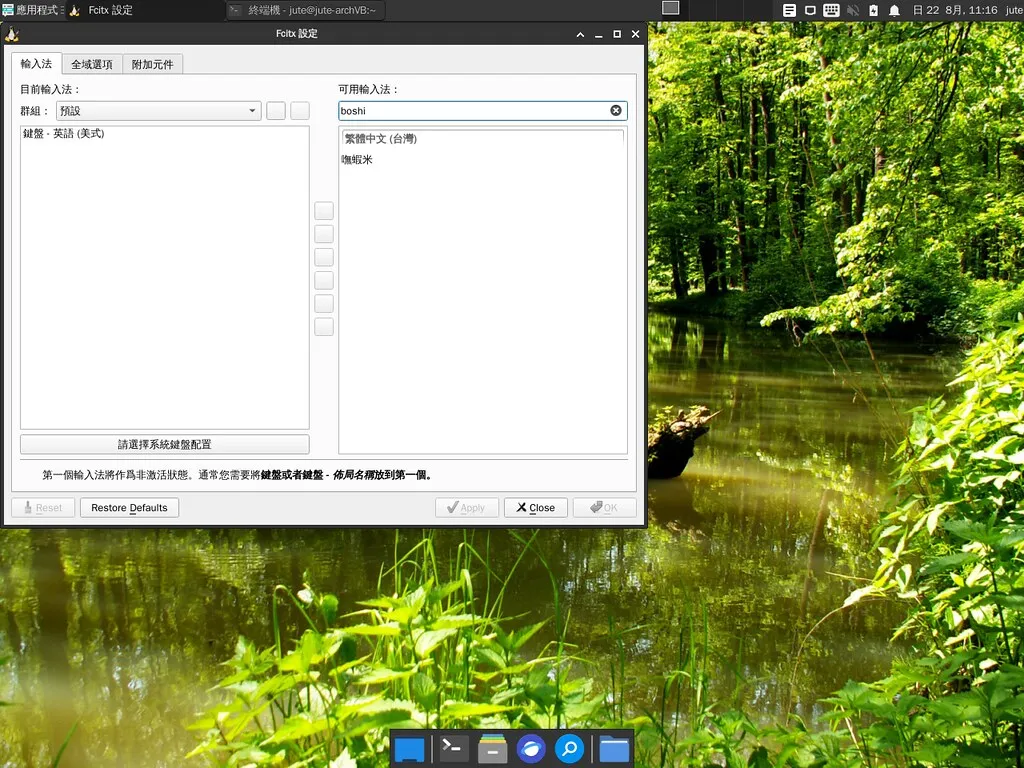 應用程式
Fcitx 設定
終端機 - jute@jute-archVB:~
日 22 8月, 11:16
jute
Fcitx 設定
輸入法
全域選項
附加元件
目前輸入法：
可用輸入法：
群組：
預設
boshi
鍵盤 - 英語 (美式)
繁體中文 (台灣)
嘸蝦米
請選擇系統鍵盤配置
第一個輸入法將作爲非激活狀態。通常您需要將鍵盤或者鍵盤 - 佈局名稱放到第一個。
Reset
Restore Defaults
Apply
Close
OK